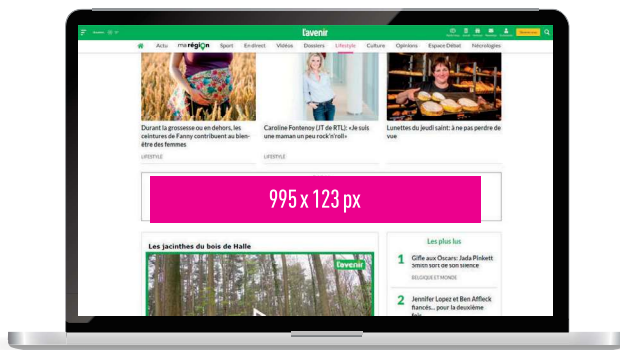 l'avenir
Actu
ma région
Sport
En direct
Vidéos
Dossiers
Lifestyle
Culture
Opinions
Espace Débat
Nécrologies
Durant la grossesse ou en dehors, les
ceintures de Fanny contribuent au bien-
être des femmes
LIFESTYLE
Caroline Fontenoy (JT de RTL): «Je suis
une maman un peu rock'n'roll»
LIFESTYLE
Lunettes du jeudi saint: à ne pas perdre de
vue
995 x 123 px
Les jacinthes du bois de Halle
l'avenir
Les plus lus
1
Gifle aux Oscars: Jada Pinkett
Smith sort de son silence
BELGIQUE ET MONDE
2
Jennifer Lopez et Ben Affleck
fiancés... pour la deuxième
fois